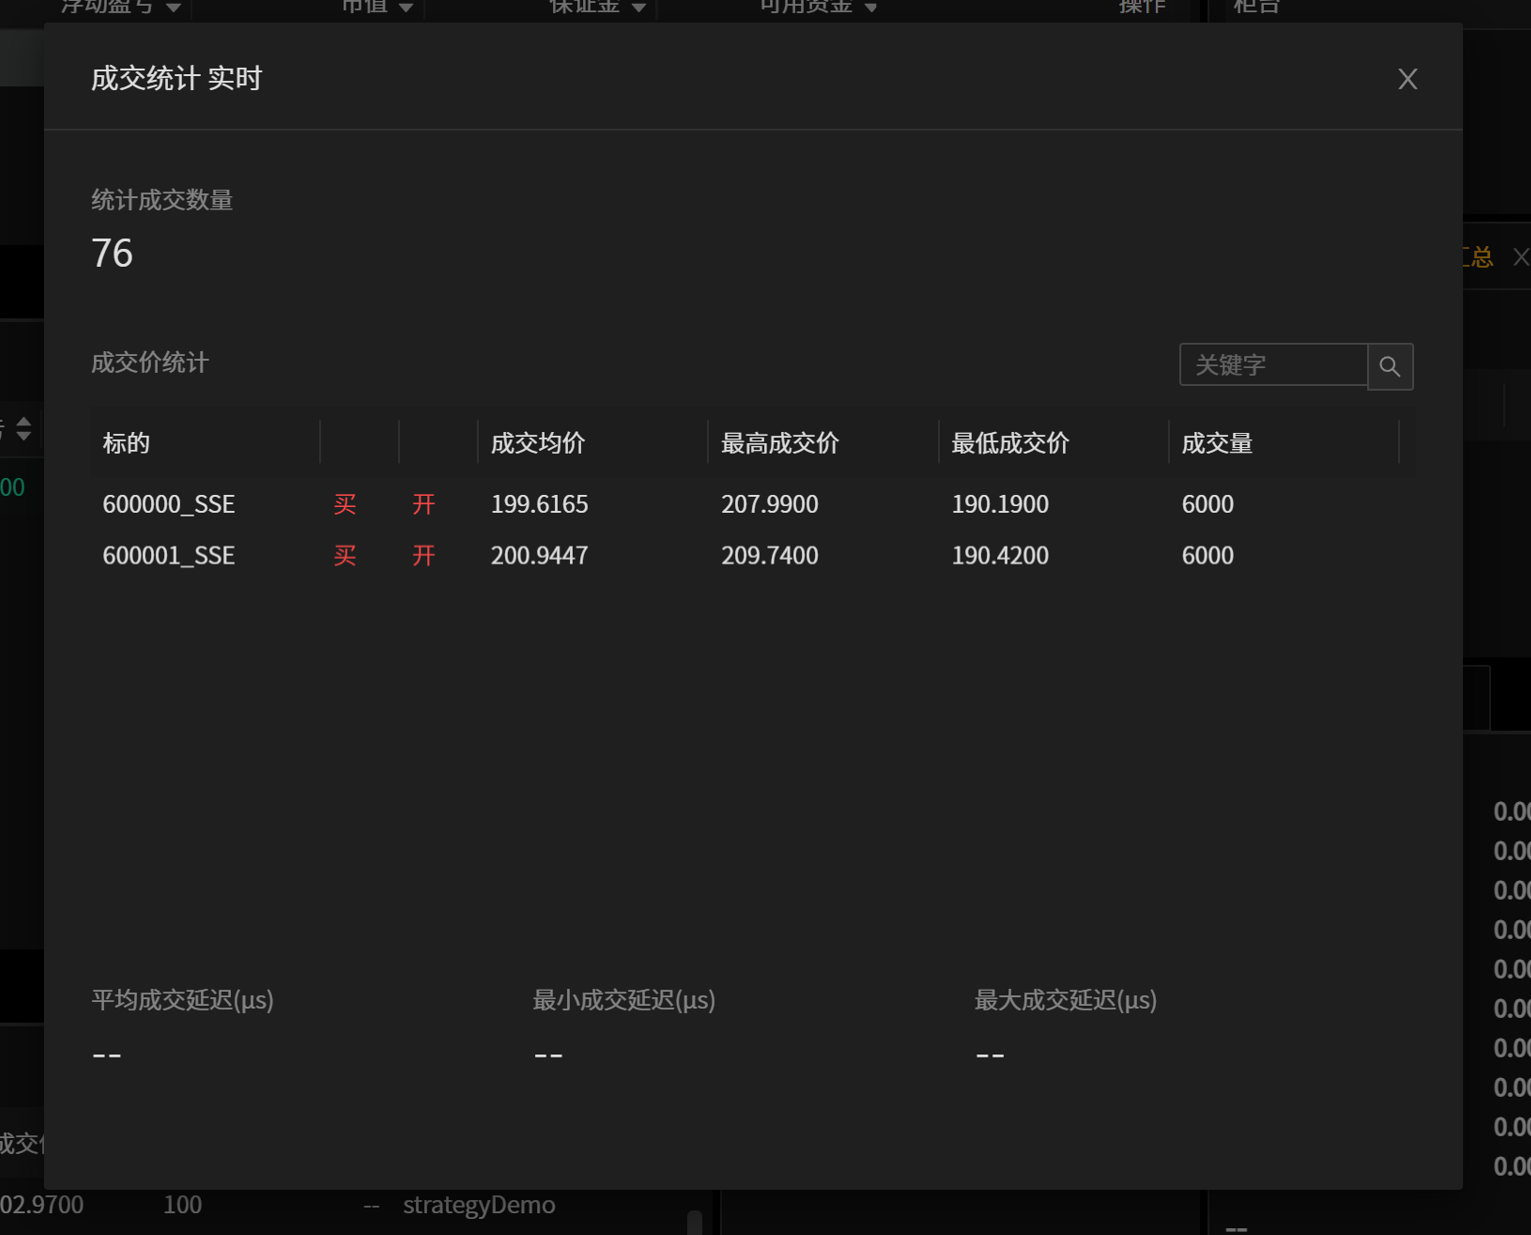 浮动盈亏 市值 保证金 可用资金 操作 柜台
成交统计 实时
统计成交数量
76
汇总
成交价统计
关键字
标的 成交均价 最高成交价 最低成交价 成交量
00
600000_SSE 买 开 199.6165 207.9900 190.1900 6000
600001_SSE 买 开 200.9447 209.7400 190.4200 6000
0.00
0.00
0.00
0.00
0.00
0.00
0.00
0.00
0.00
0.00
平均成交延迟(μs) 最小成交延迟(μs) 最大成交延迟(μs)
-- -- --
成交价
02.9700 100 -- strategyDemo
--